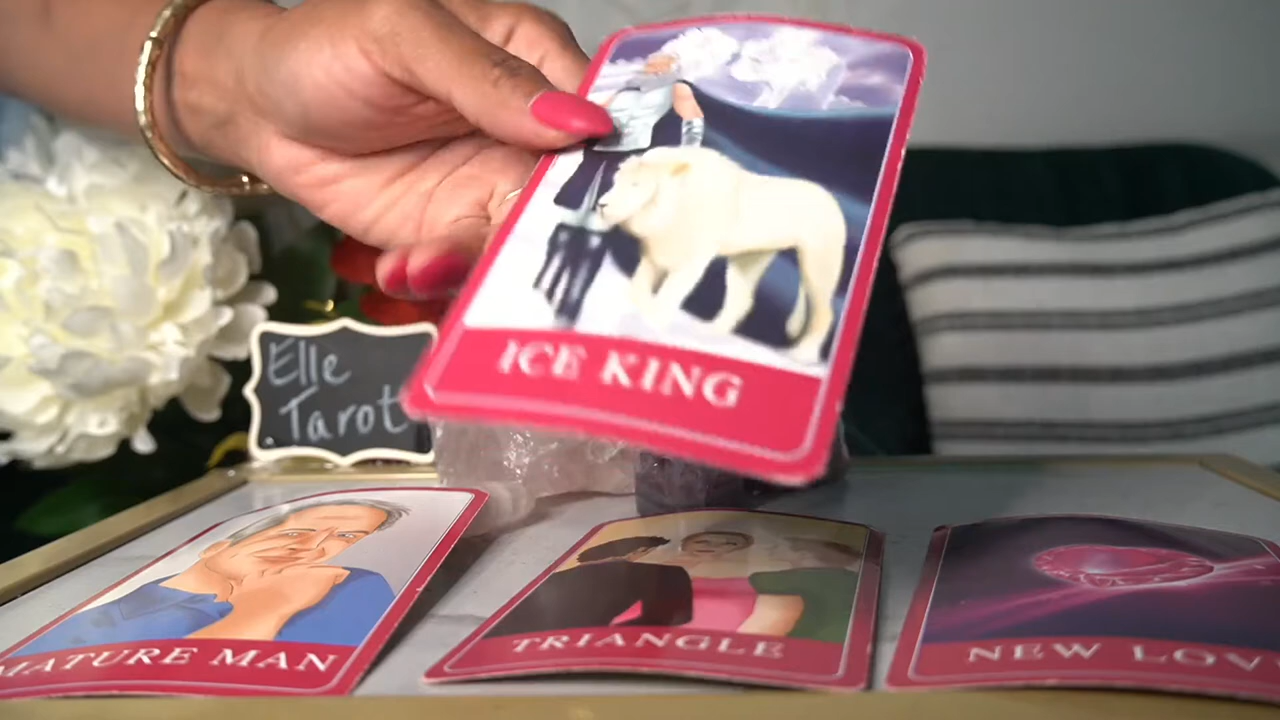 ICE KING
Elle
.Tarot
MATURE MAN
TRIANGLE
NEW LOV